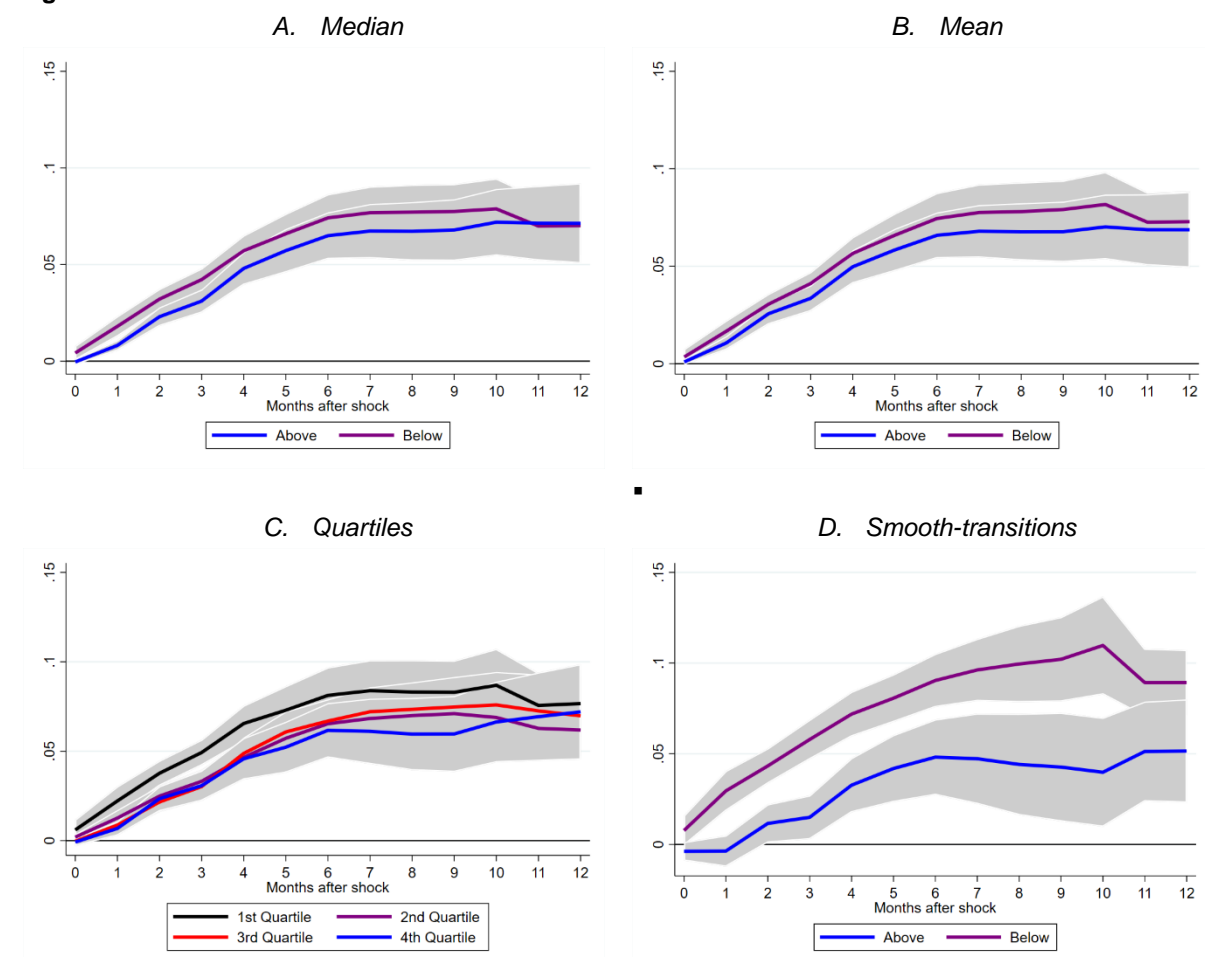 A. Median
.15
.1
.05
0
0 1 2 3 4 5 6 7 8 9 10 11 12
Months after shock
Above Below
B. Mean
.15
.1
.05
0
0 1 2 3 4 5 6 7 8 9 10 11 12
Months after shock
Above Below
▪
C. Quartiles
.15
.1
.05
0
0 1 2 3 4 5 6 7 8 9 10 11 12
Months after shock
1st Quartile 2nd Quartile
3rd Quartile 4th Quartile
D. Smooth-transitions
.15
.1
.05
0
0 1 2 3 4 5 6 7 8 9 10 11 12
Months after shock
Above Below